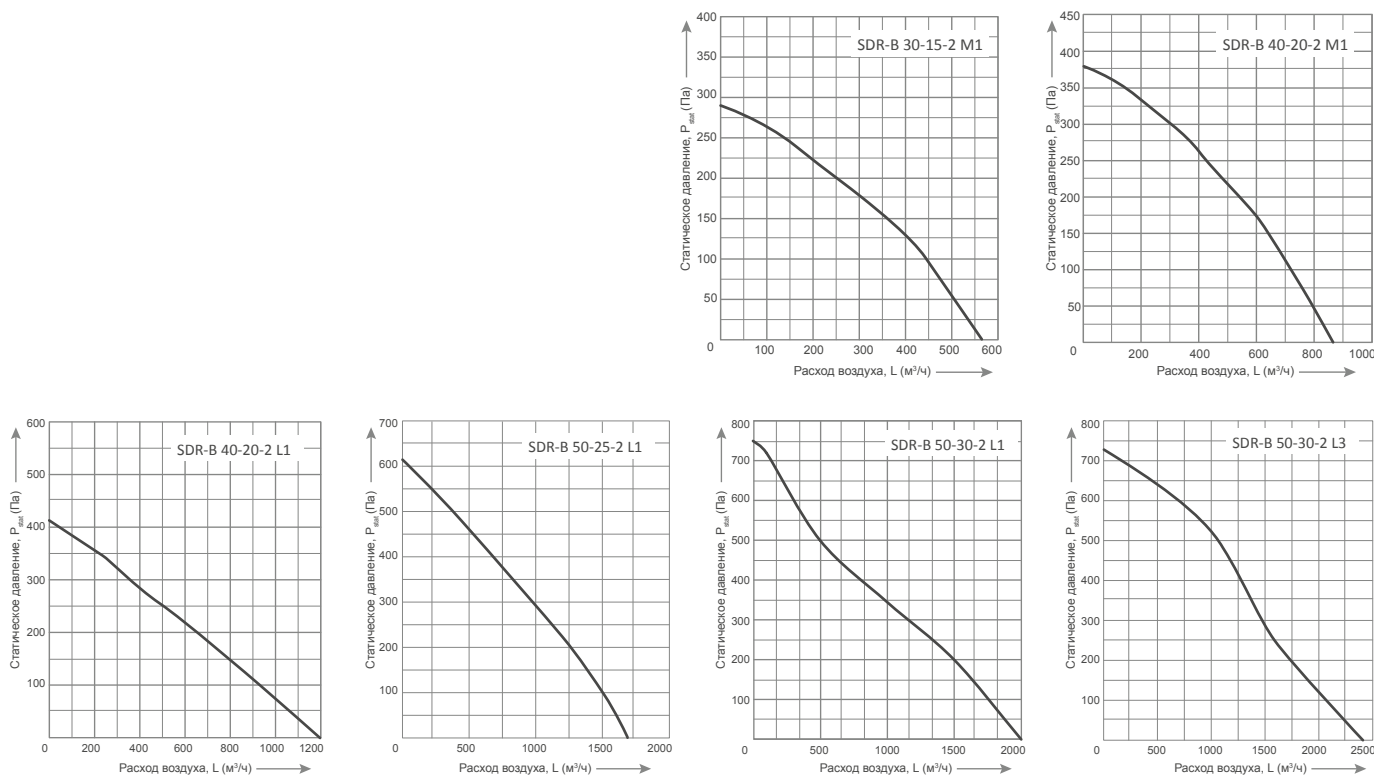 SDR-B 30-15-2 M1
Статическое давление, Pstat (Па)
400
350
300
250
200
150
100
50
0
100 200 300 400 500 600
Расход воздуха, L (м³/ч)
SDR-B 40-20-2 M1
Статическое давление, Pstat (Па)
450
400
350
300
250
200
150
100
50
0
200 400 600 800 1000
Расход воздуха, L (м³/ч)
SDR-B 40-20-2 L1
Статическое давление, Pstat (Па)
600
500
400
300
200
100
0 200 400 600 800 1000 1200
Расход воздуха, L (м³/ч)
SDR-B 50-25-2 L1
Статическое давление, Pstat (Па)
700
600
500
400
300
200
100
0 500 1000 1500 2000
Расход воздуха, L (м³/ч)
SDR-B 50-30-2 L1
Статическое давление, Pstat (Па)
800
700
600
500
400
300
200
100
0 500 1000 1500 2000
Расход воздуха, L (м³/ч)
SDR-B 50-30-2 L3
Статическое давление, Pstat (Па)
800
700
600
500
400
300
200
100
0 500 1000 1500 2000 2500
Расход воздуха, L (м³/ч)